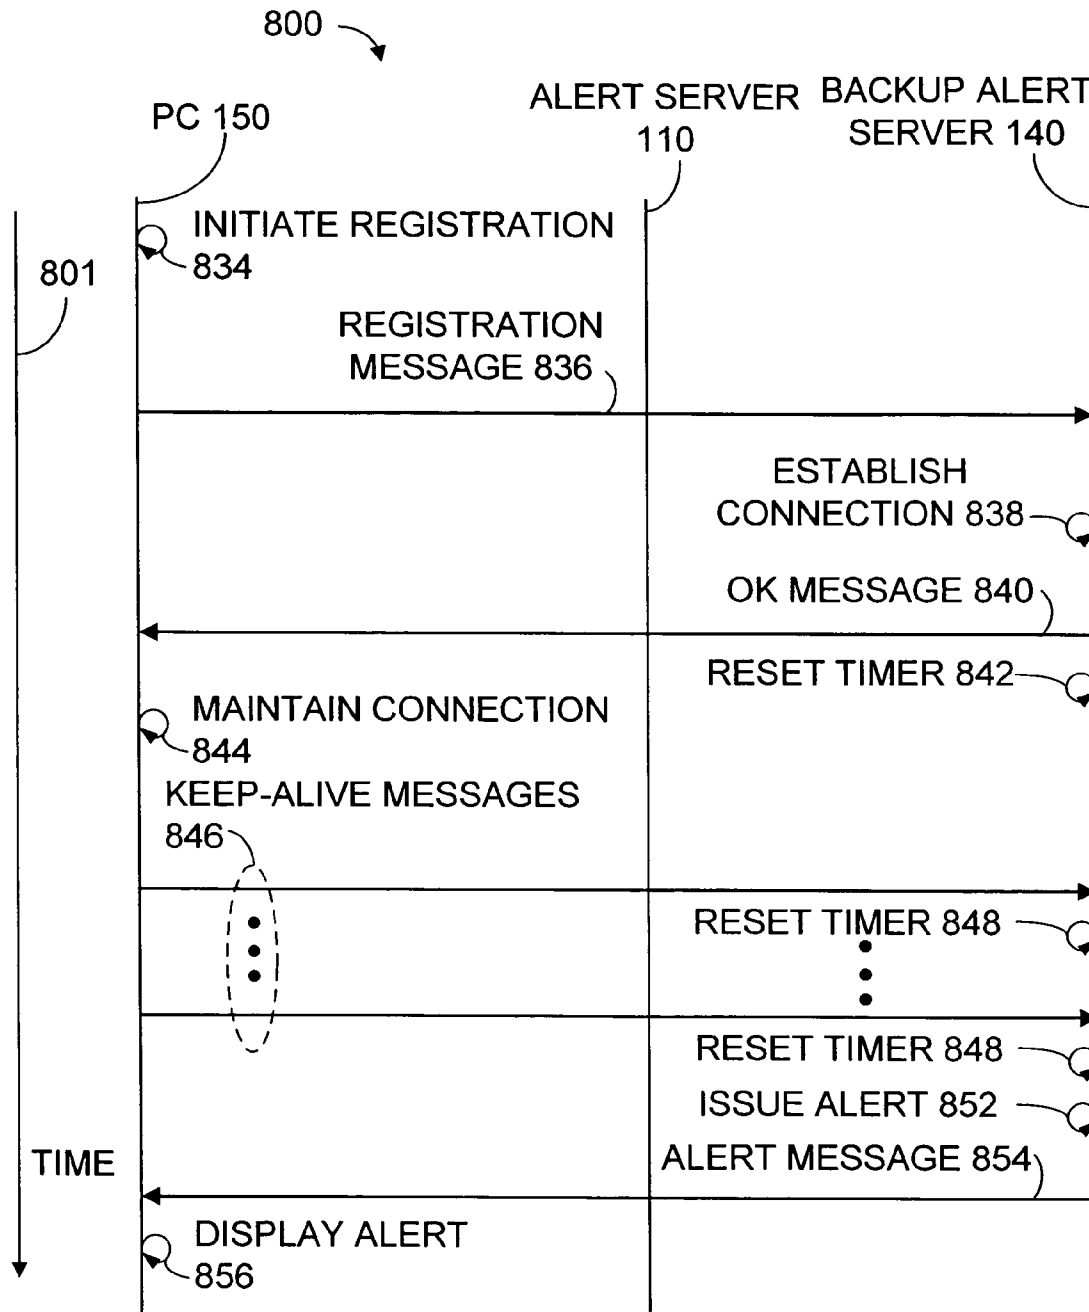 800
PC 150
ALERT SERVER
110
BACKUP ALERT
SERVER 140
801
INITIATE REGISTRATION
834
REGISTRATION
MESSAGE 836
ESTABLISH
CONNECTION 838
OK MESSAGE 840
RESET TIMER 842
MAINTAIN CONNECTION
844
KEEP-ALIVE MESSAGES
846
RESET TIMER 848
RESET TIMER 848
ISSUE ALERT 852
ALERT MESSAGE 854
TIME
DISPLAY ALERT
856